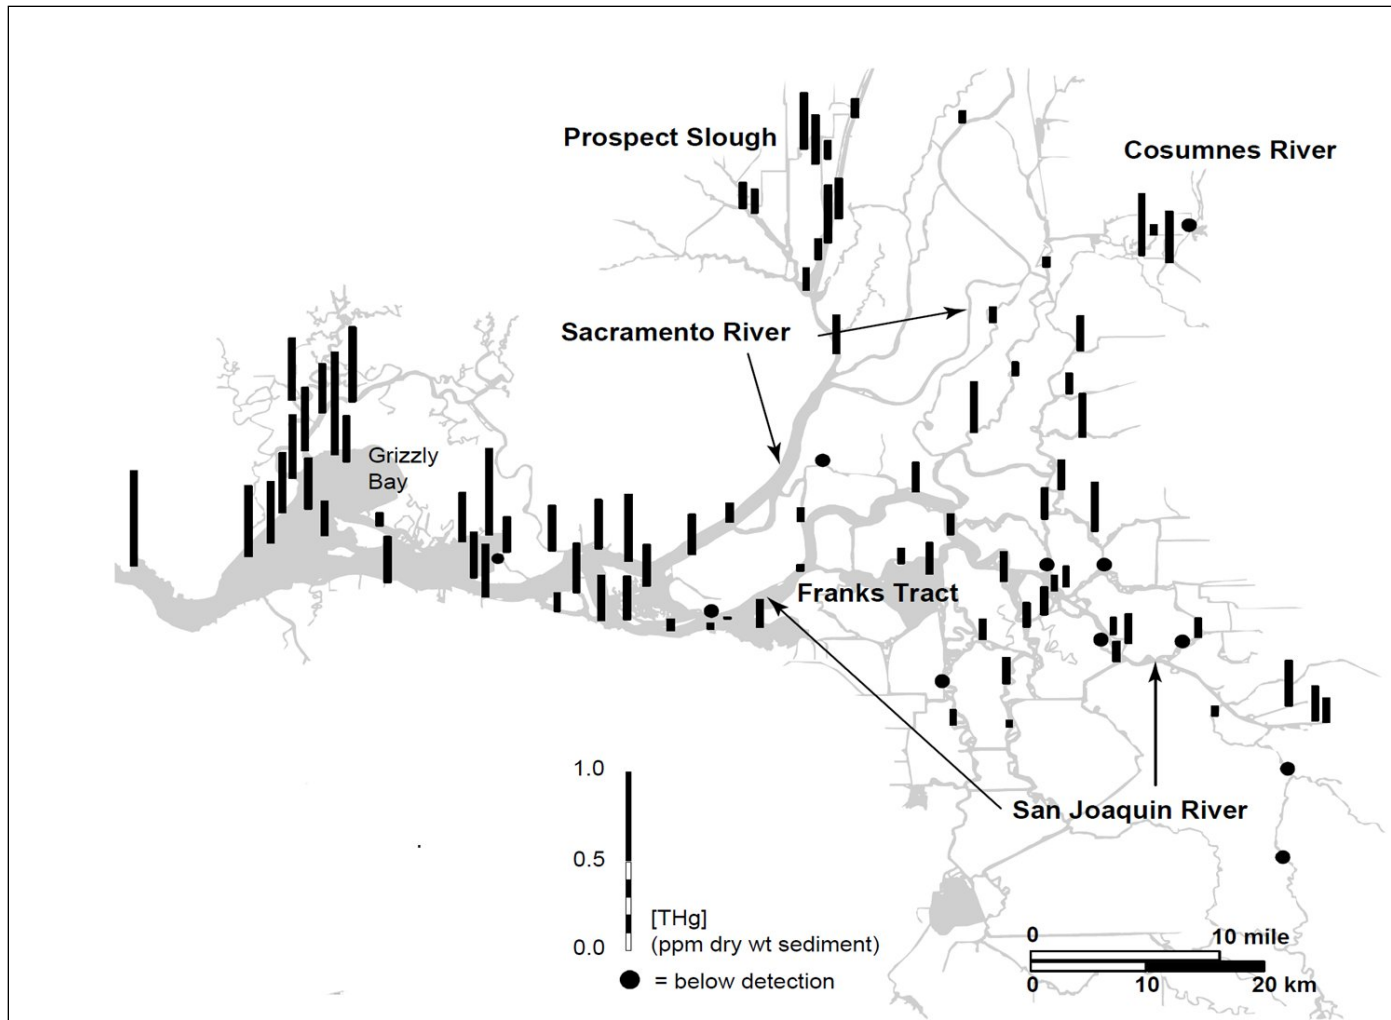 Prospect Slough
Cosumnes River
Sacramento River
Grizzly
Bay
Franks Tract
San Joaquin River
1.0
0.5
0.0
[THg]
(ppm dry wt sediment)
= below detection
0 10 mile
0 10 20 km